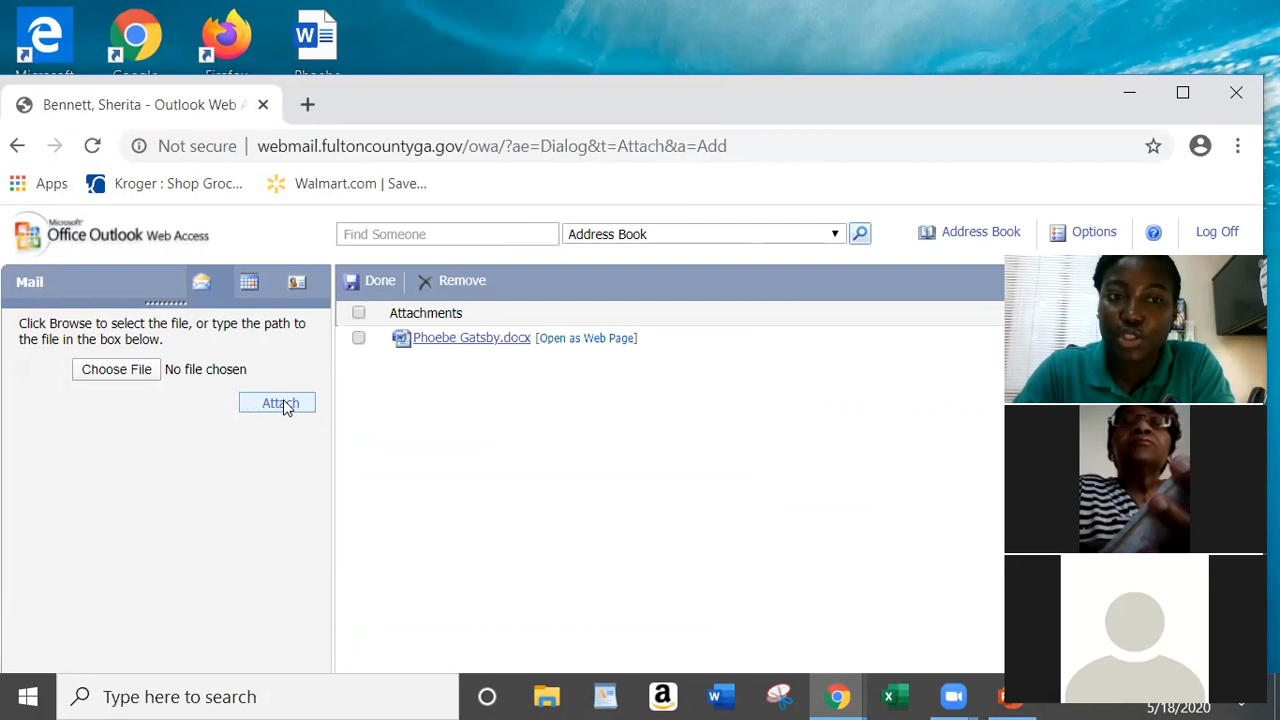 Bennett, Sherita - Outlook Web A
Not secure webmail.fultoncountyga.gov/owa/?ae=Dialog&t=Attach&a=Add
Apps Kroger : Shop Groc... Walmart.com | Save...
Microsoft
Office Outlook Web Access Find Someone Address Book Address Book Options Log Off
Mail Remove
Click Browse to select the file, or type the path
the file in the box below.
Attachments
Phoebe Gatsby.docx [Open as Web Page]
Choose File No file chosen
Attach
Type here to search
5/18/2020